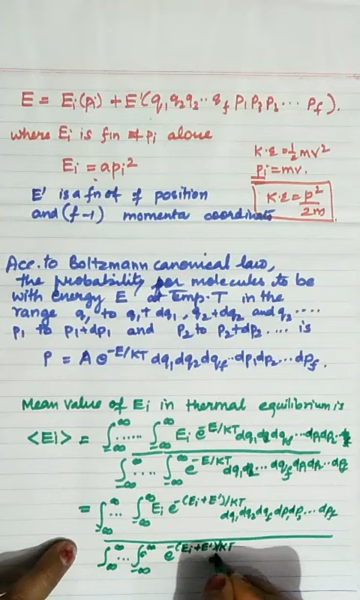 E = Ei(pi) + E'(q1 q2 q3 .. qf p1 p2 p3 ... pf).
where Ei is fn of pi alone
Ei = api²
K·E = ½mv²
pi = mv.
K·E = p²/2m
E' is a fn of f position
and (f-1) momenta coordinates
Acc. to Boltzmann canonical law,
the probability for molecules to be
with energy E at Temp. T in the
range q1 to q1 + dq1, q2 + dq2 and q3 ....
p1 to p1 + dp1 and p2 to p2 + dp2 .... is
P = A e^-E/KT dq1 dq2 dqf .. dp1 dp2 ... dpf.
Mean value of Ei in thermal equilibrium is
<Ei> = ∫-∞^∞ ..... ∫-∞^∞ Ei e^-E/KT dq1 dq2 dqf ... dp1 dp2 ...
∫-∞^∞ .... ∫-∞^∞ e^-E/KT dq1 dq2 ... dqf dp1 dp2 ... dpf
= ∫-∞^∞ ... ∫-∞^∞ Ei e^-(Ei+E')/KT dq1 dq2 dqf dp1 dp2 ... dpf
∫-∞^∞ ... ∫-∞^∞ e^-(Ei+E')/KT